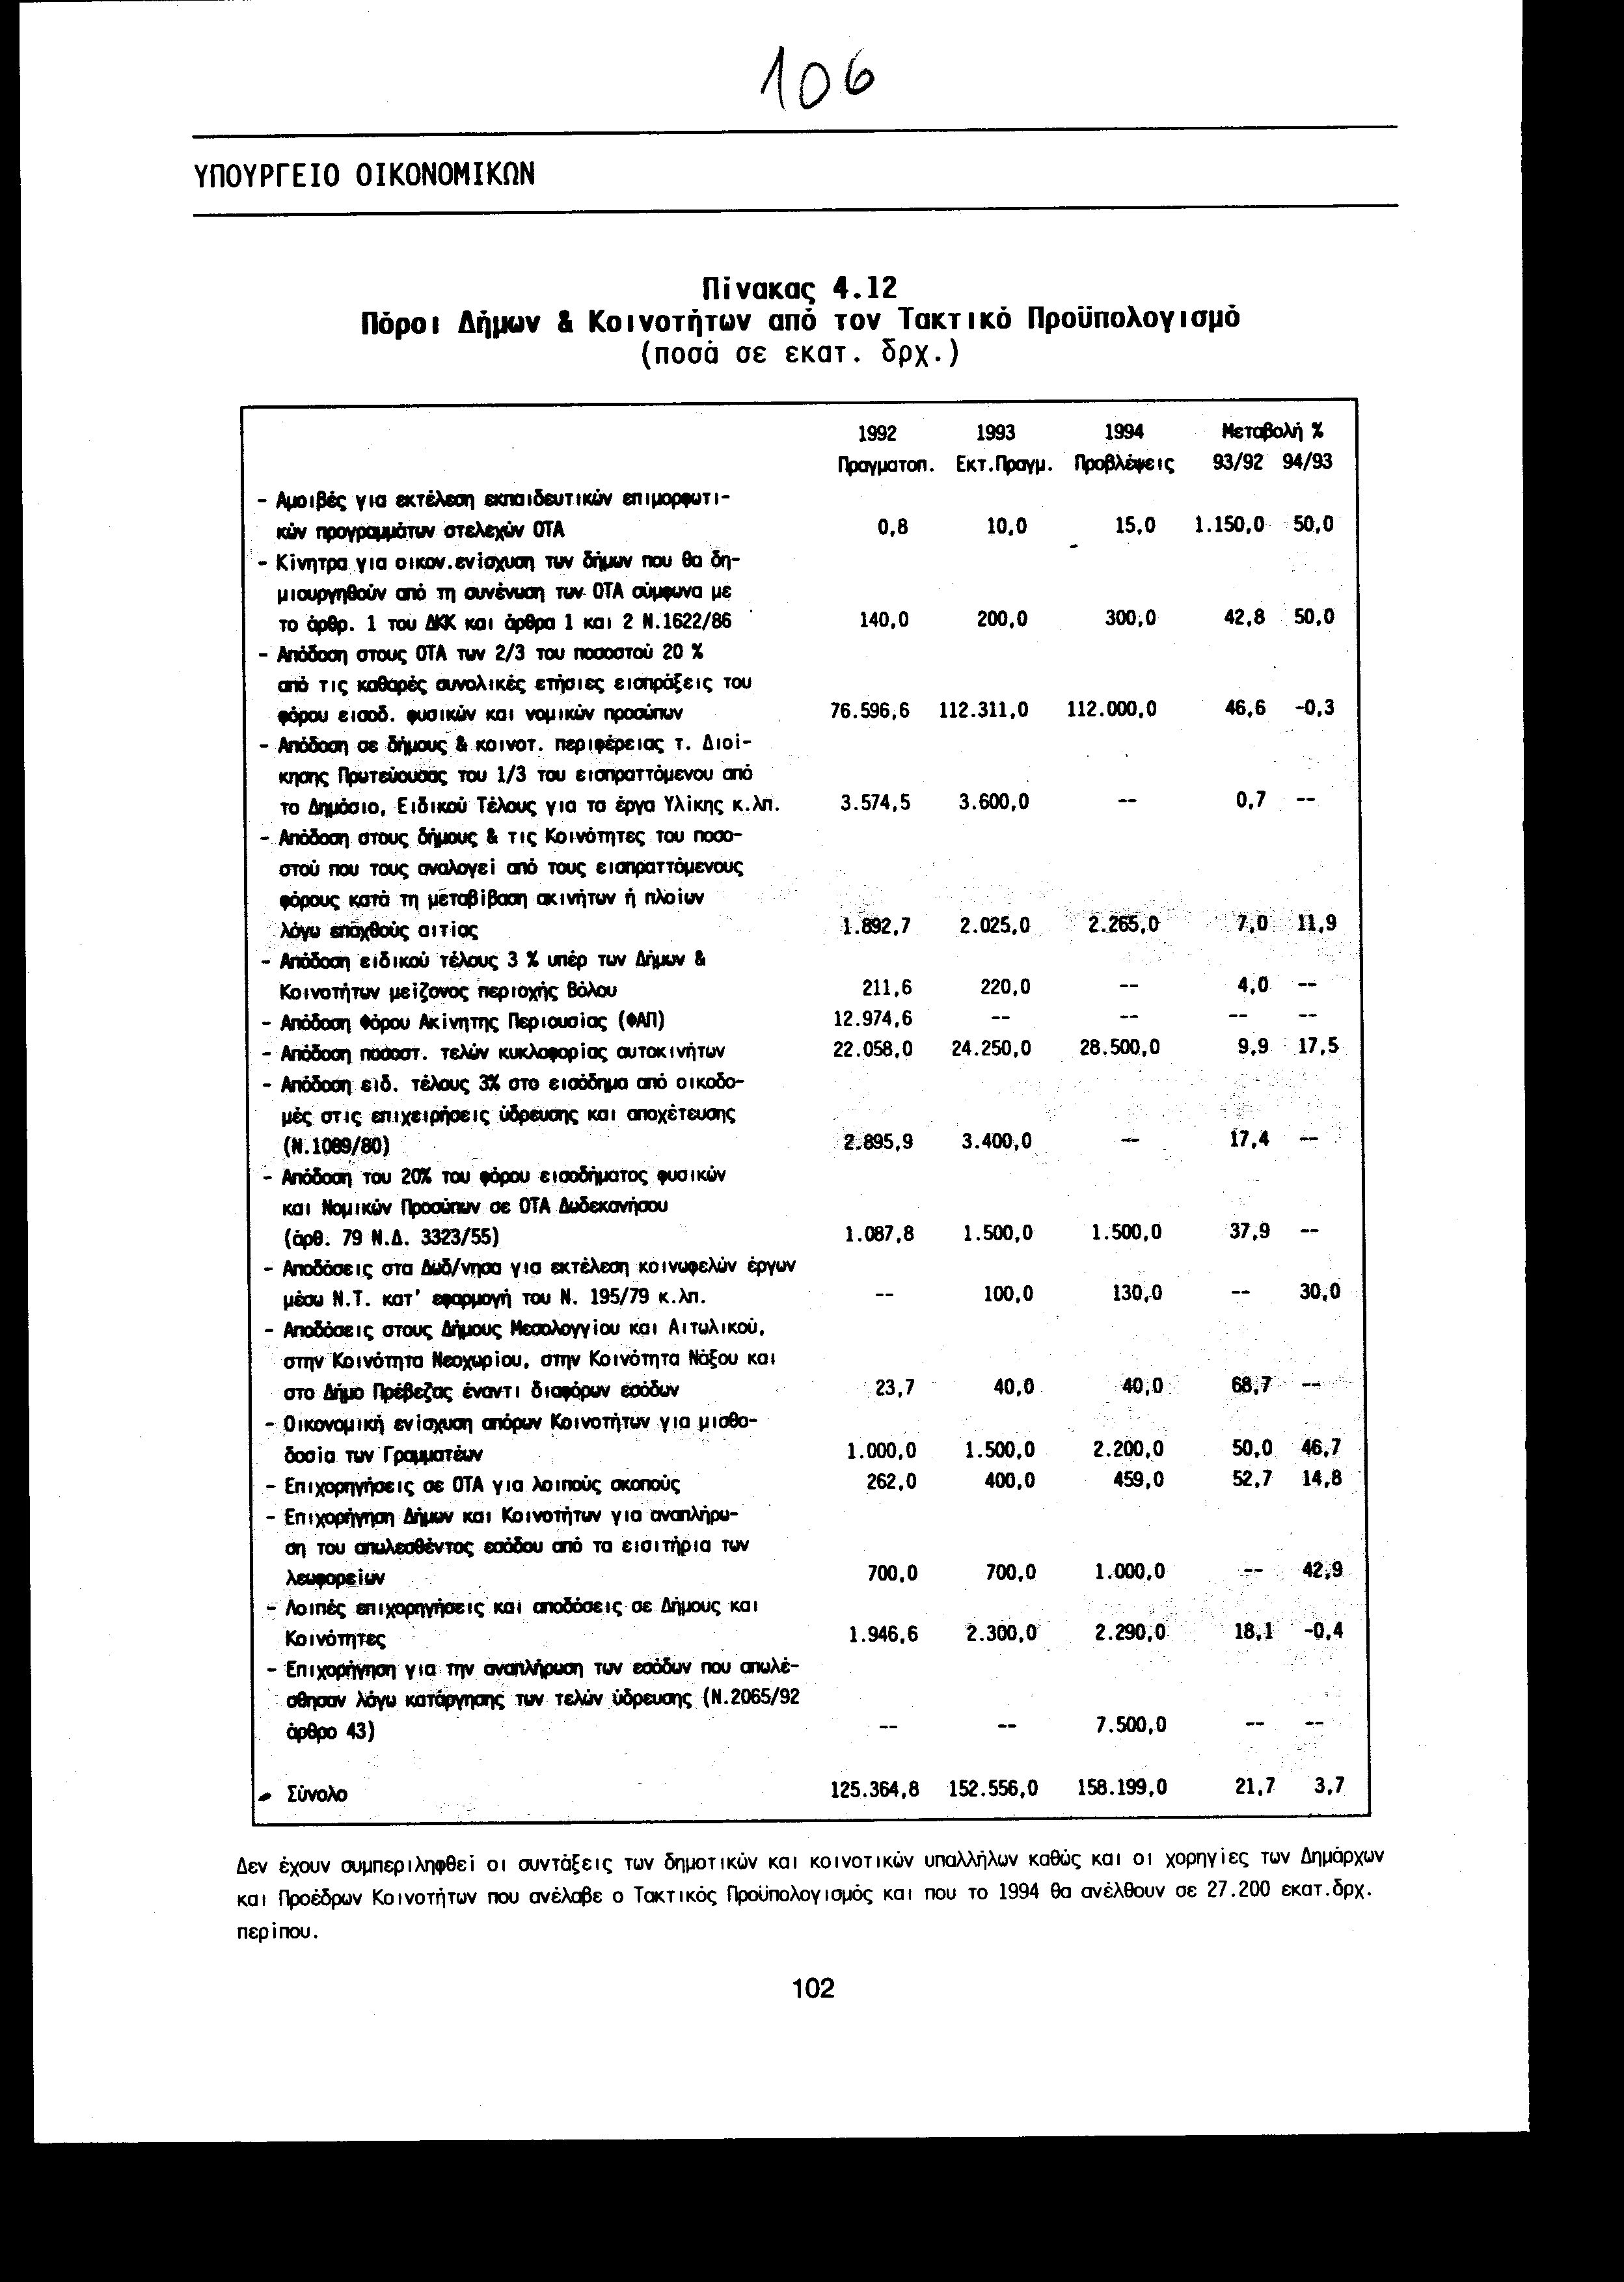 106
ΥΠΟΥΡΓΕΙΟ ΟΙΚΟΝΟΜΙΚΩΝ
Πίνακας 4.12
Πόροι Δήμων & Κοινοτήτων από τον Τακτικό Προϋπολογισμό
(ποσά σε εκατ. δρχ.)
1992 1993 1994 Μεταβολή %
Πραγματοπ. Εκτ.Πραγμ. Προβλέψεις 93/92 94/93
- Αμοιβές για εκτέλεση εκπαιδευτικών επιμορφωτι-
κών προγραμμάτων στελεχών ΟΤΑ 0,8 10,0 15,0 1.150,0 50,0
- Κίνητρα για οικον.ενίσχυση των δήμων που θα δη-
μιουργηθούν από τη συνένωση των ΟΤΑ σύμφωνα με
το άρθρ. 1 του ΔΚΚ και άρθρα 1 και 2 Ν.1622/86 140,0 200,0 300,0 42,8 50,0
- Απόδοση στους ΟΤΑ των 2/3 του ποσοστού 20 %
από τις καθαρές συνολικές ετήσιες εισπράξεις του
φόρου εισοδ. φυσικών και νομικών προσώπων 76.596,6 112.311,0 112.000,0 46,6 -0,3
- Απόδοση σε δήμους & κοινοτ. περιφέρειας τ. Διοί-
κησης Πρωτεύουσας του 1/3 του εισπραττόμενου από
το Δημόσιο, Ειδικού Τέλους για τα έργα Υλίκης κ.λπ. 3.574,5 3.600,0 -- 0,7 --
- Απόδοση στους δήμους & τις Κοινότητες του ποσο-
στού που τους αναλογεί από τους εισπραττόμενους
φόρους κατά τη μεταβίβαση ακινήτων ή πλοίων
λόγω επαχθούς αιτίας 1.892,7 2.025,0 2.265,0 7,0 11,9
- Απόδοση ειδικού τέλους 3 % υπέρ των Δήμων &
Κοινοτήτων μείζονος περιοχής Βόλου 211,6 220,0 -- 4,0 --
- Απόδοση Φόρου Ακίνητης Περιουσίας (ΦΑΠ) 12.974,6 -- -- -- --
- Απόδοση ποσοστ. τελών κυκλοφορίας αυτοκινήτων 22.058,0 24.250,0 28.500,0 9,9 17,5
- Απόδοση ειδ. τέλους 3% στο εισόδημα από οικοδο-
μές στις επιχειρήσεις ύδρευσης και αποχέτευσης
(Ν.1089/80) 2.895,9 3.400,0 -- 17,4 --
- Απόδοση του 20% του φόρου εισοδήματος φυσικών
και Νομικών Προσώπων σε ΟΤΑ Δωδεκανήσου
(άρθ. 79 Ν.Δ. 3323/55) 1.087,8 1.500,0 1.500,0 37,9 --
- Αποδόσεις στα Δωδ/νησα για εκτέλεση κοινωφελών έργων
μέσω Ν.Τ. κατ' εφαρμογή του Ν. 195/79 κ.λπ. -- 100,0 130,0 -- 30,0
- Αποδόσεις στους Δήμους Μεσολογγίου και Αιτωλικού,
στην Κοινότητα Νεοχωρίου, στην Κοινότητα Νάξου και
στο Δήμο Πρέβεζας έναντι διαφόρων εσόδων 23,7 40,0 40,0 68,7 --
- Οικονομική ενίσχυση απόρων Κοινοτήτων για μισθο-
δοσία των Γραμματέων 1.000,0 1.500,0 2.200,0 50,0 46,7
- Επιχορηγήσεις σε ΟΤΑ για λοιπούς σκοπούς 262,0 400,0 459,0 52,7 14,8
- Επιχορήγηση Δήμων και Κοινοτήτων για αναπλήρω-
ση του απωλεσθέντος εσόδου από τα εισιτήρια των
λεωφορείων 700,0 700,0 1.000,0 -- 42,9
- Λοιπές επιχορηγήσεις και αποδόσεις σε Δήμους και
Κοινότητες 1.946,6 2.300,0 2.290,0 18,1 -0,4
- Επιχορήγηση για την αναπλήρωση των εσόδων που απωλέ-
σθησαν λόγω κατάργησης των τελών ύδρευσης (Ν.2065/92
άρθρο 43) -- -- 7.500,0 -- --
Σύνολο 125.364,8 152.556,0 158.199,0 21,7 3,7
Δεν έχουν συμπεριληφθεί οι συντάξεις των δημοτικών και κοινοτικών υπαλλήλων καθώς και οι χορηγίες των Δημάρχων
και Προέδρων Κοινοτήτων που ανέλαβε ο Τακτικός Προϋπολογισμός και που το 1994 θα ανέλθουν σε 27.200 εκατ.δρχ.
περίπου.
102